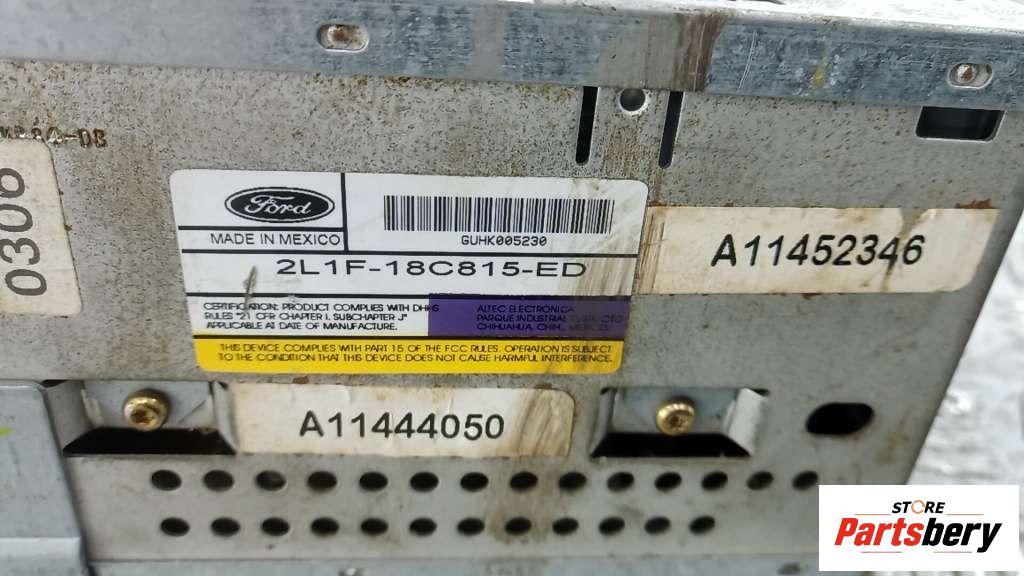 0306
Ford
MADE IN MEXICO
GUHK005230
2L1F-18C815-ED
CERTIFICATION: PRODUCT COMPLIES WITH DHHS
RULES "21 CFR CHAPTER I, SUBCHAPTER J"
APPLICABLE AT DATE OF MANUFACTURE.
ALTEC ELECTRÓNICA
PARQUE INDUSTRIAL
CHIHUAHUA, CHIH., MEXICO
THIS DEVICE COMPLIES WITH PART 15 OF THE FCC RULES. OPERATION IS SUBJECT
TO THE CONDITION THAT THIS DEVICE DOES NOT CAUSE HARMFUL INTERFERENCE.
A11452346
A11444050
STORE
Partsbery